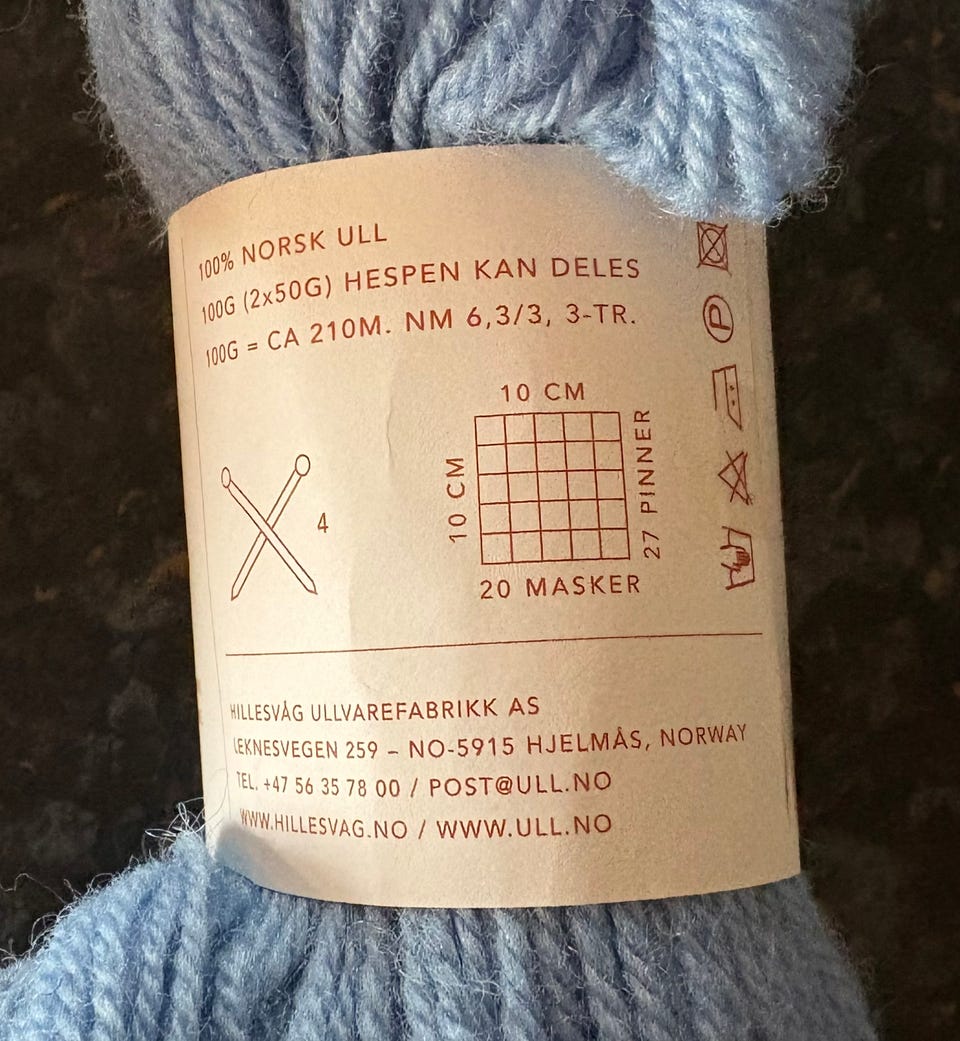 100% NORSK ULL
100G (2x50G) HESPEN KAN DELES
100G = CA 210M. NM 6,3/3, 3-TR.
P
10 CM
10 CM
27 PINNER
4
20 MASKER
HILLESVÅG ULLVAREFABRIKK AS
LEKNESVEGEN 259 – NO-5915 HJELMÅS, NORWAY
TEL. +47 56 35 78 00 / POST@ULL.NO
WWW.HILLESVAG.NO / WWW.ULL.NO